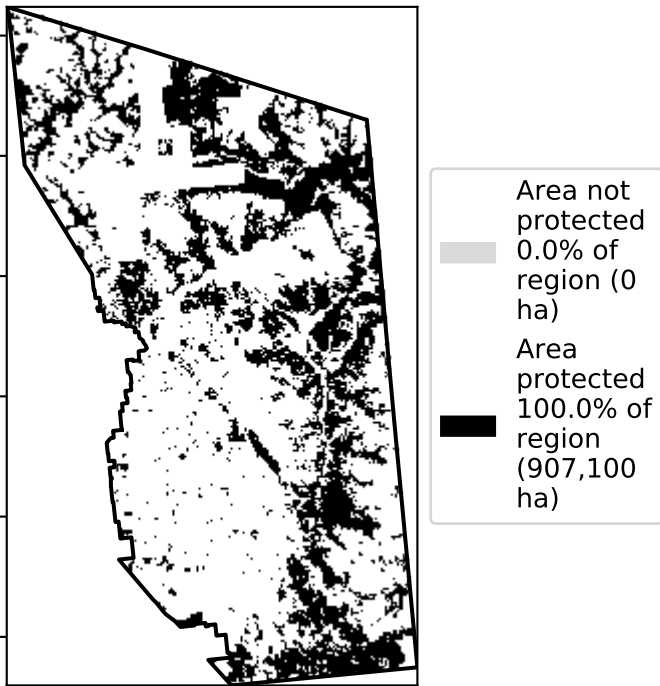 Area not
protected
0.0% of
region (0
ha)
Area
protected
100.0% of
region
(907,100
ha)